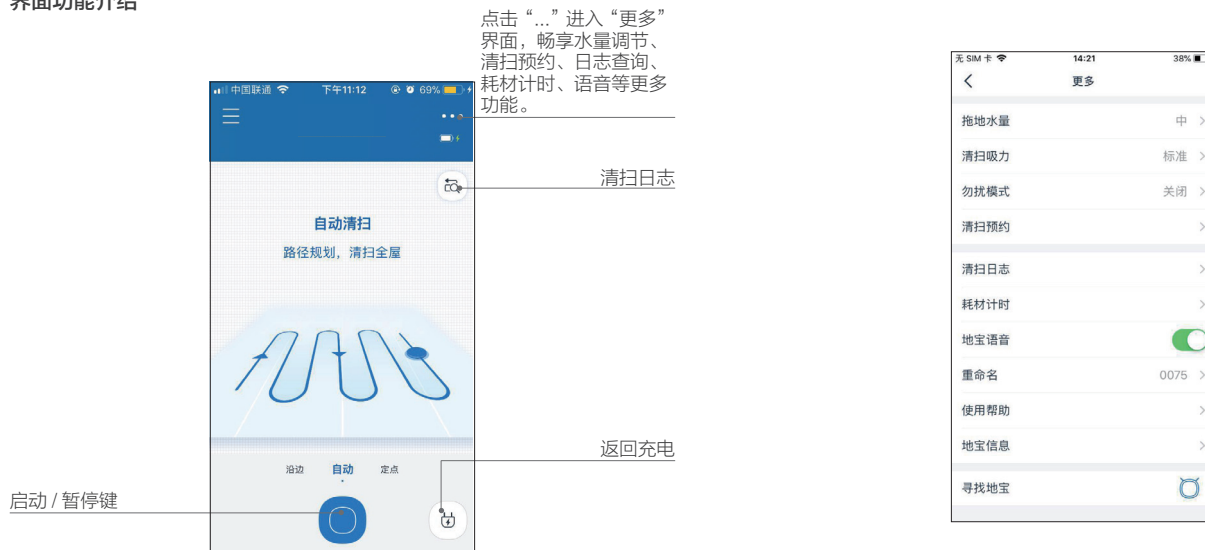 界面功能介绍
点击“...”进入“更多”
界面，畅享水量调节、
清扫预约、日志查询、
耗材计时、语音等更多
功能。
中国联通 下午11:12 69%
清扫日志
自动清扫
路径规划，清扫全屋
返回充电
沿边 自动 定点
启动 / 暂停键
无 SIM 卡 14:21 38%
更多
拖地水量 中
清扫吸力 标准
勿扰模式 关闭
清扫预约
清扫日志
耗材计时
地宝语音
重命名 0075
使用帮助
地宝信息
寻找地宝